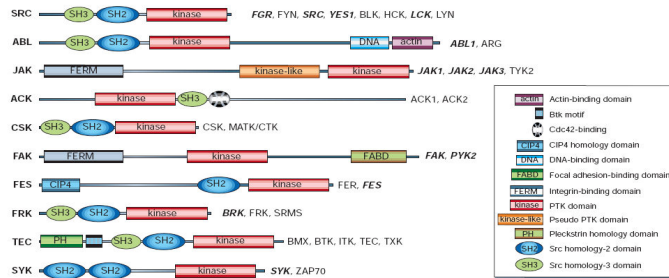 SRC SH3 SH2 kinase FGR, FYN, SRC, YES1, BLK, HCK, LCK, LYN
ABL SH3 SH2 kinase DNA actin ABL1, ARG
JAK FERM kinase-like kinase JAK1, JAK2, JAK3, TYK2
ACK kinase SH3 ACK1, ACK2
CSK SH3 SH2 kinase CSK, MATK/CTK
FAK FERM kinase FABD FAK, PYK2
FES CIP4 SH2 kinase FER, FES
FRK SH3 SH2 kinase BRK, FRK, SRMS
TEC PH SH3 SH2 kinase BMX, BTK, ITK, TEC, TXK
SYK SH2 SH2 kinase SYK, ZAP70
actin Actin-binding domain
Btk motif
Cdc42-binding
CIP4 CIP4 homology domain
DNA DNA-binding domain
FABD Focal adhesion-binding domain
FERM Integrin-binding domain
kinase PTK domain
kinase-like Pseudo PTK domain
PH Pleckstrin homology domain
SH2 Src homology-2 domain
SH3 Src homology-3 domain